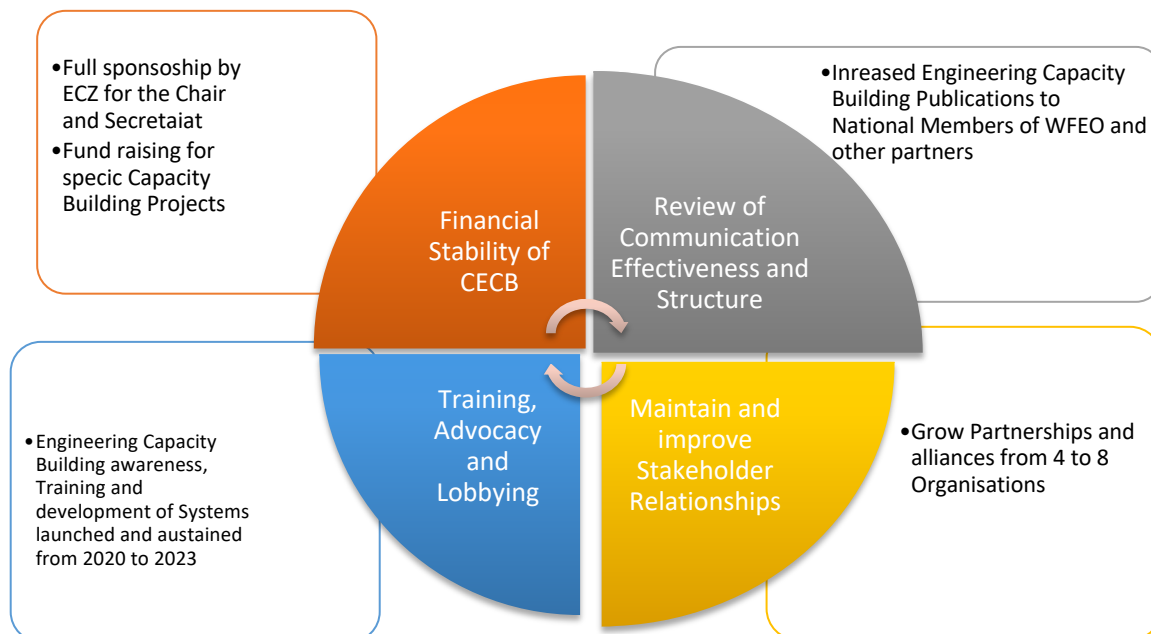 •Full sponsoship by
ECZ for the Chair
and Secretaiat
•Fund raising for
specic Capacity
Building Projects
•Inreased Engineering Capacity
Building Publications to
National Members of WFEO and
other partners
Financial
Stability of
CECB
Review of
Communication
Effectiveness and
Structure
Training,
Advocacy
and
Lobbying
Maintain and
improve
Stakeholder
Relationships
•Engineering Capacity
Building awareness,
Training and
development of Systems
launched and austained
from 2020 to 2023
•Grow Partnerships and
alliances from 4 to 8
Organisations